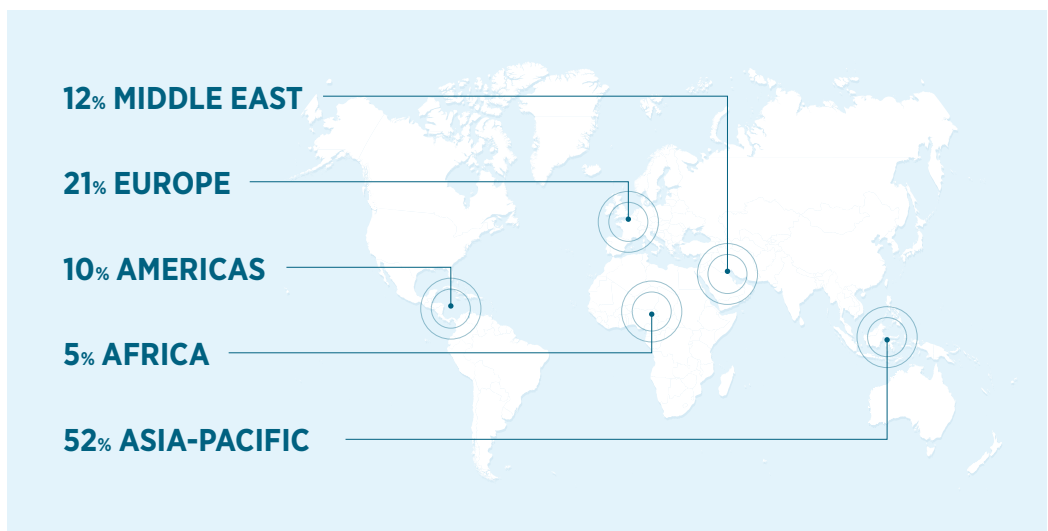 12% MIDDLE EAST
21% EUROPE
10% AMERICAS
5% AFRICA
52% ASIA-PACIFIC